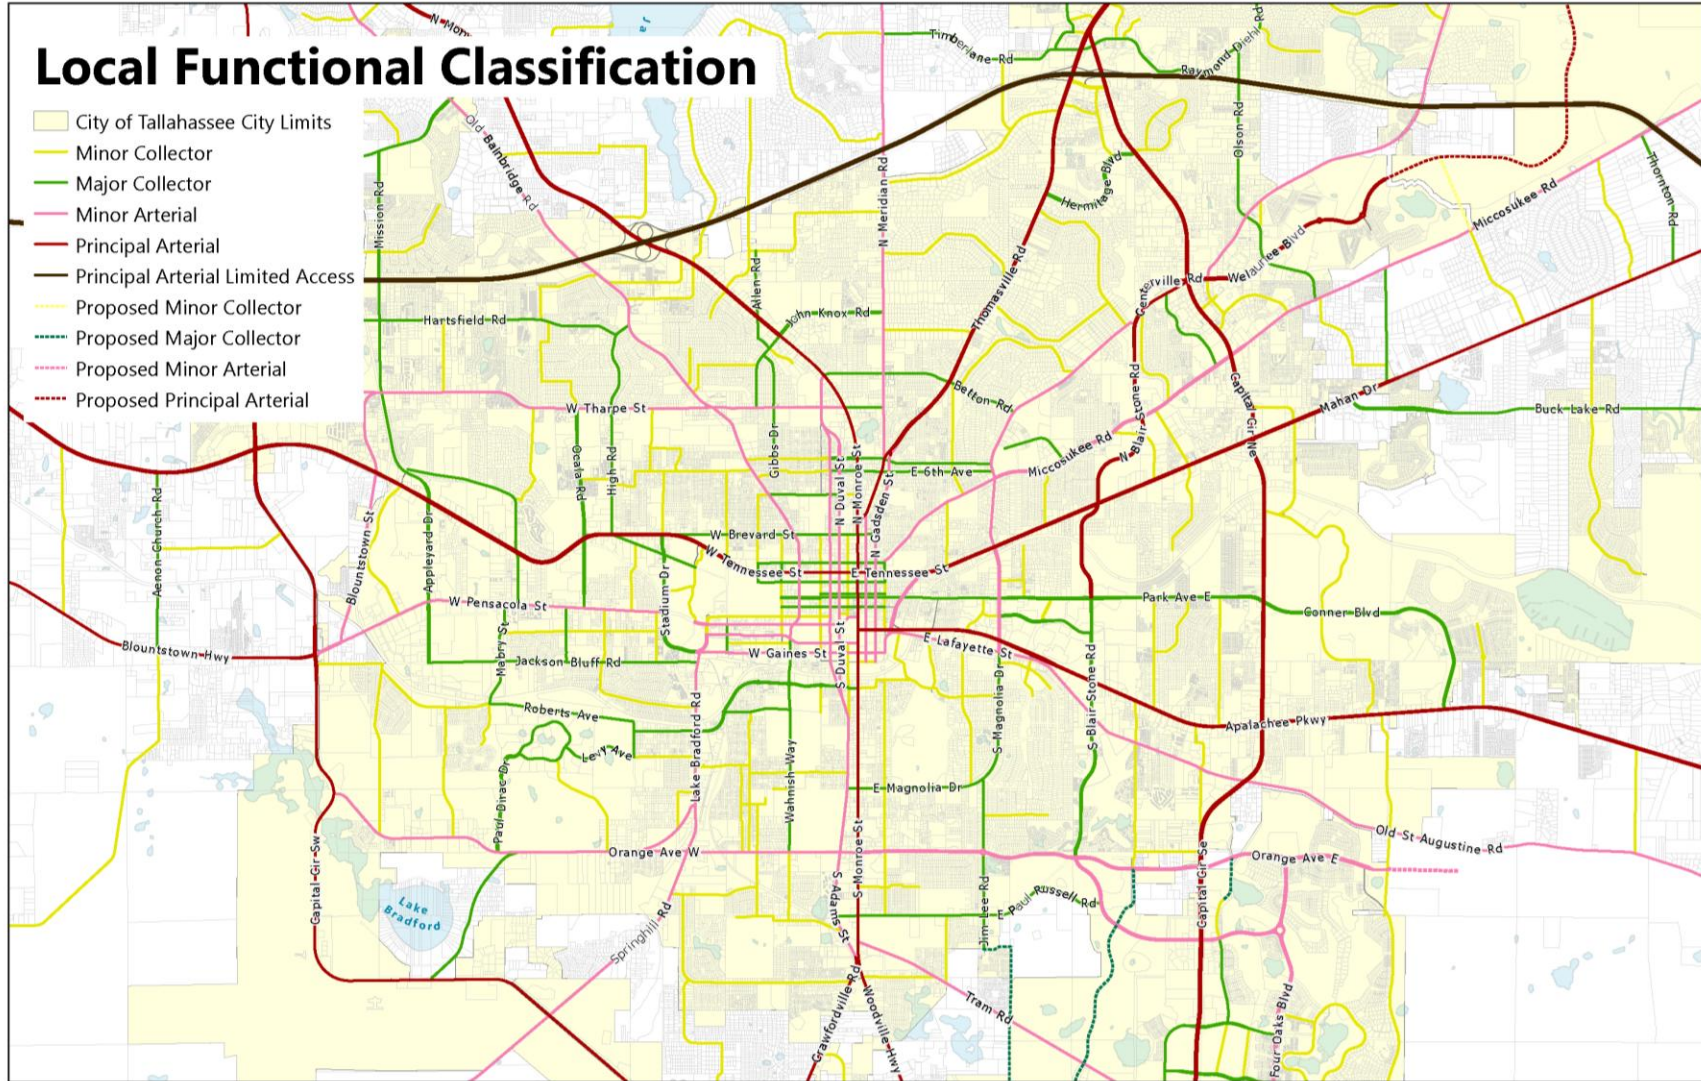 Local Functional Classification
City of Tallahassee City Limits
Minor Collector
Major Collector
Minor Arterial
Principal Arterial
Principal Arterial Limited Access
Proposed Minor Collector
Proposed Major Collector
Proposed Minor Arterial
Proposed Principal Arterial
Timberlane Rd
Raymond Diehl Rd
Old Bainbridge Rd
Olson Rd
Mission Rd
N Meridian Rd
Hermitage Blvd
Thornton Rd
Miccosukee Rd
Welaunee Blvd
Thomasville Rd
Centerville Rd
Allen Rd
John Knox Rd
Hartsfield Rd
N Blair Stone Rd
Capital Cir Ne
Betton Rd
Mahan Dr
Buck Lake Rd
W Tharpe St
Gibbs Dr
Ocala Rd
High Rd
Miccosukee Rd
E 6th Ave
N Duval St
N Monroe St
N Gadsden St
Aenon Church Rd
Blountstown St
Appleyard Dr
W Brevard St
W Tennessee St
E Tennessee St
Stadium Dr
W Pensacola St
Park Ave E
Conner Blvd
Blountstown Hwy
Mabry St
Jackson Bluff Rd
W Gaines St
S Duval St
E Lafayette St
S Magnolia Dr
S Blair Stone Rd
Roberts Ave
Levy Ave
Lake Bradford Rd
Apalachee Pkwy
Paul Dirac Dr
Wahnish Way
E Magnolia Dr
Orange Ave W
S Monroe St
Old St Augustine Rd
Orange Ave E
Capital Cir Sw
Capital Cir Se
Lake
Bradford
Springhill Rd
S Adams St
Jim Lee Rd
E Paul Russell Rd
Crawfordville Rd
Woodville Hwy
Tram Rd
Four Oaks Blvd